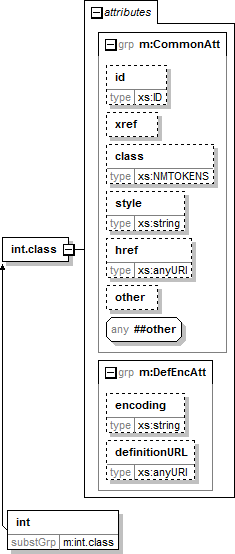 attributes
grp m:CommonAtt
id
type xs:ID
xref
class
type xs:NMTOKENS
style
type xs:string
href
type xs:anyURI
other
any ##other
int.class
grp m:DefEncAtt
encoding
type xs:string
definitionURL
type xs:anyURI
int
substGrp m:int.class